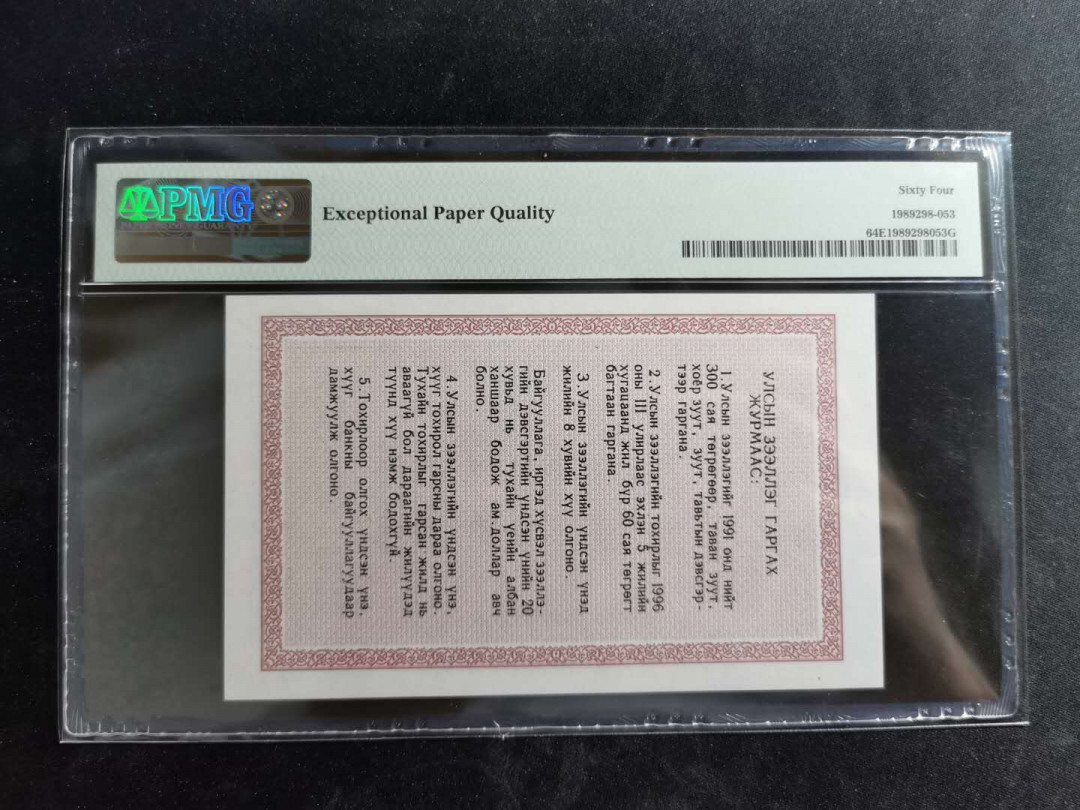 PMG
PAPER MONEY GUARANTY
Exceptional Paper Quality
Sixty Four
1989298-053
64E1989298053G
УЛСЫН ЗЭЭЛЛЭГ ГАРГАХ
ЖУРМААС:
1.Улсын зээллэгийг 1991 онд нийт
300 сая төгрөгөөр, таван зуут,
хоёр зуут, зуут, тавьтын дэвсгэр-
тээр гаргана.
2.Улсын зээллэгийн тохирлыг 1996
оны III улирлаас эхлэн 5 жилийн
хугацаанд жил бүр 60 сая төгрөгт
багтаан гаргана.
3.Улсын зээллэгийн үндсэн үнэд
жилийн 8 хувийн хүү олгоно.
Байгууллага, иргэд хүсвэл зээллэ-
гийн дэвсгэртийн үндсэн үнийн 20
хувьд нь тухайн үеийн албан
ханшаар бодож ам.доллар авч
болно.
4.Улсын зээллэгийн үндсэн үнэ,
хүүг тохирол гарсны дараа олгоно.
Тухайн тохирлыг гарсан жилд нь
аваагүй бол дараагийн жилүүдэд
түүнд хүү нэмж бодохгүй.
5.Тохирлоор олгох үндсэн үнэ,
хүүг банкны байгууллагуудаар
дамжуулж олгоно.